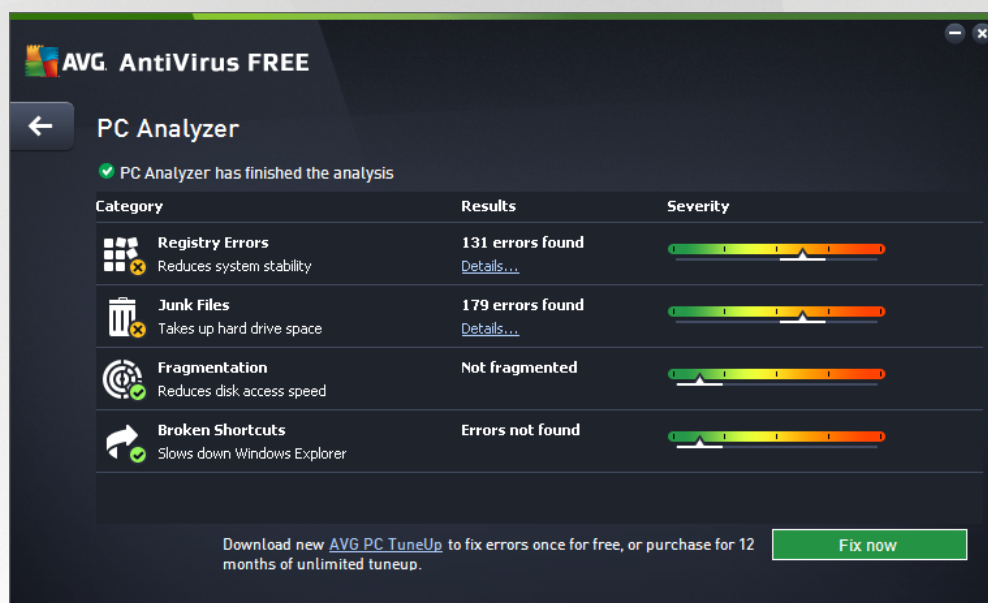 AVG. AntiVirus FREE
PC Analyzer
PC Analyzer has finished the analysis
Category Results Severity
Registry Errors 131 errors found
Reduces system stability Details...
Junk Files 179 errors found
Takes up hard drive space Details...
Fragmentation Not fragmented
Reduces disk access speed
Broken Shortcuts Errors not found
Slows down Windows Explorer
Download new AVG PC TuneUp to fix errors once for free, or purchase for 12 Fix now
months of unlimited tuneup.